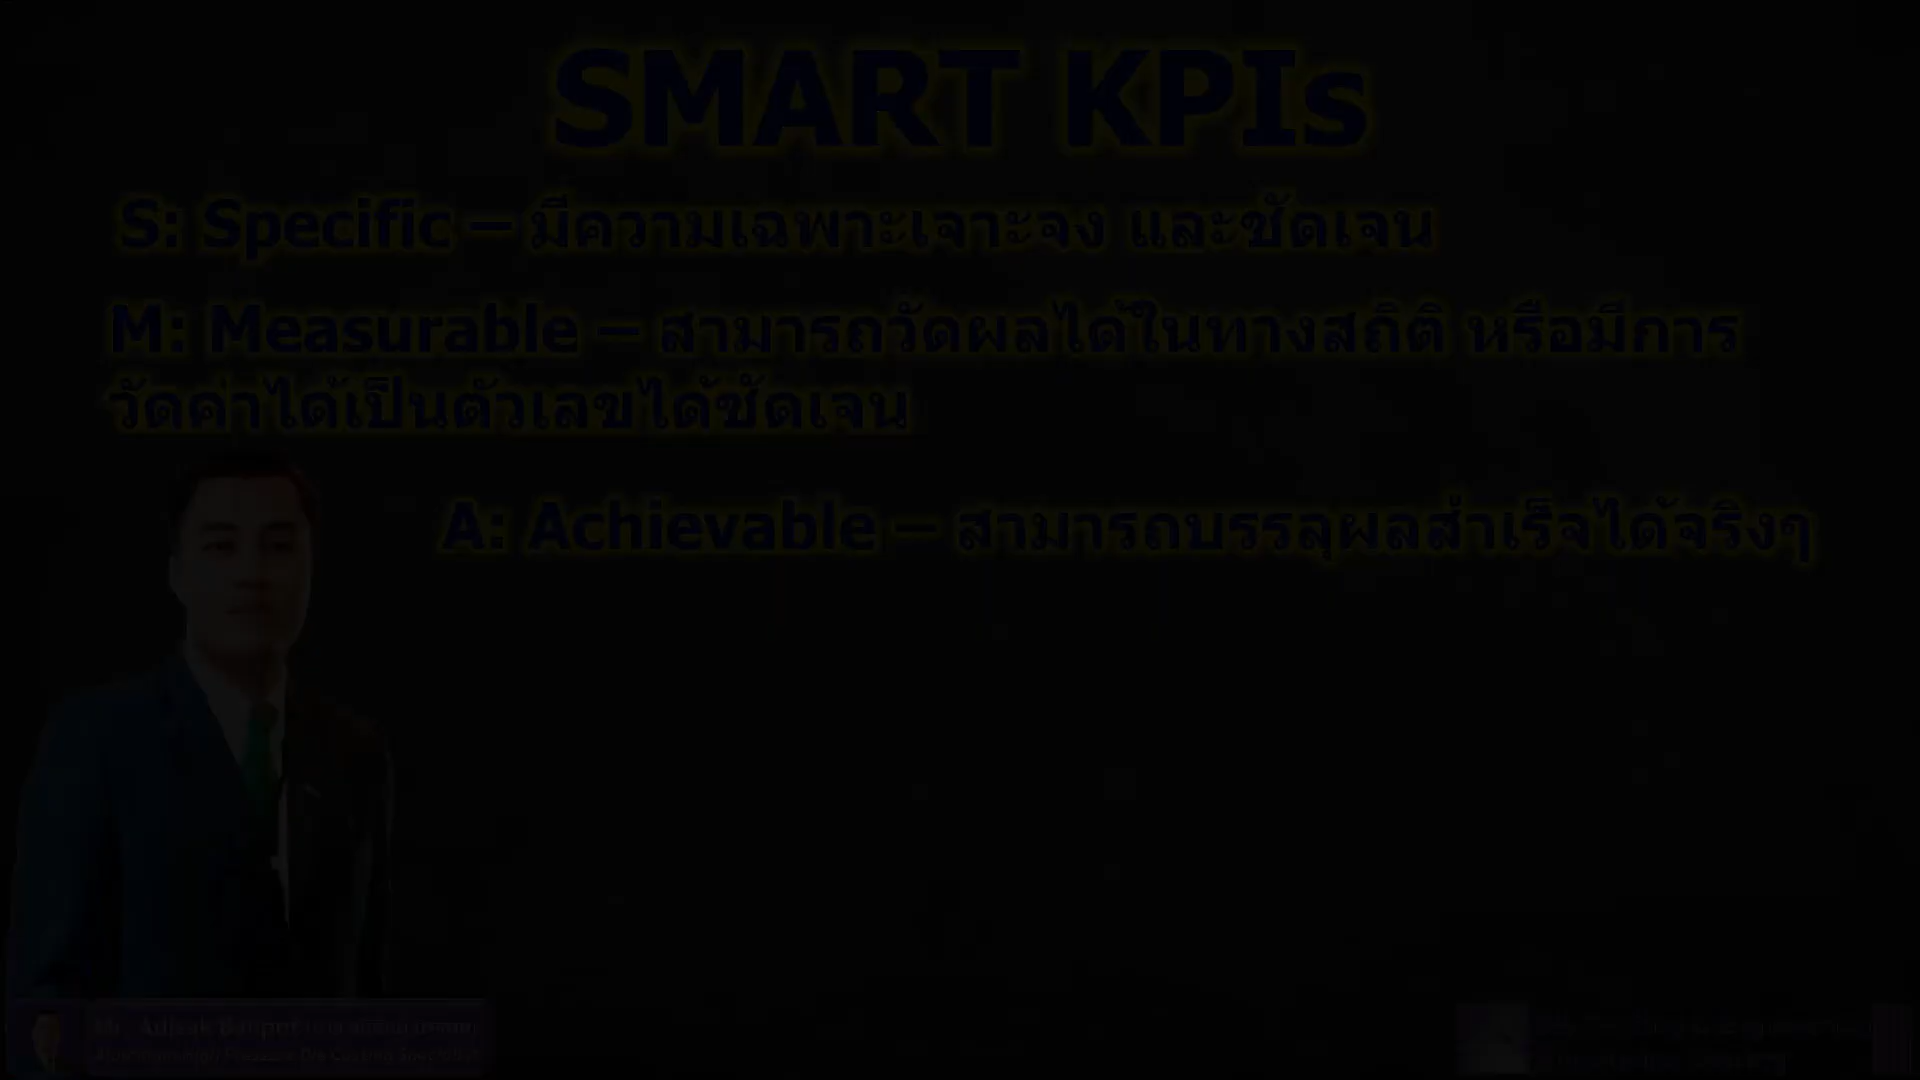 SMART KPIs
S: Specific – มีความเฉพาะเจาะจง และชัดเจน
M: Measurable – สามารถวัดผลได้ในทางสถิติ หรือมีการ
วัดค่าได้เป็นตัวเลขได้ชัดเจน
A: Achievable – สามารถบรรลุผลสำเร็จได้จริงๆ